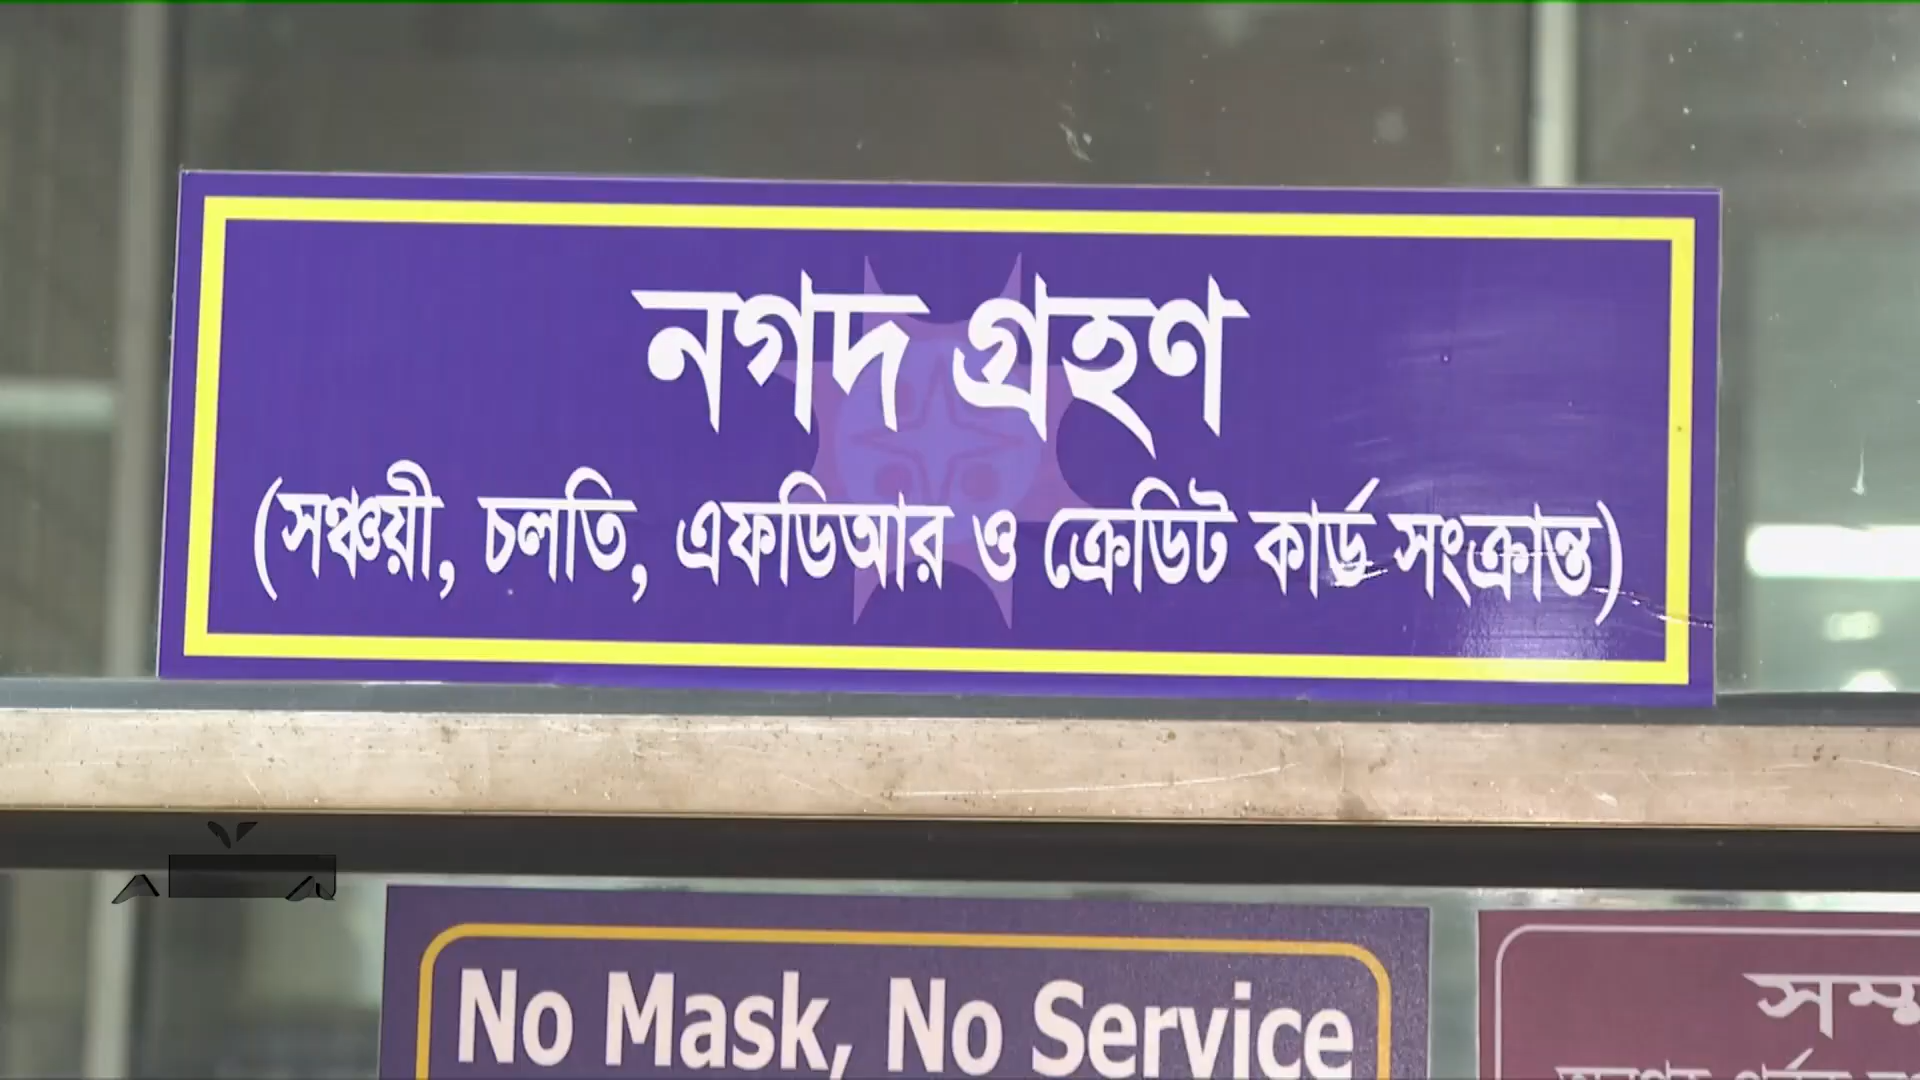 নগদ গ্রহণ
(সঞ্চয়ী, চলতি, এফডিআর ও ক্রেডিট কার্ড সংক্রান্ত)
No Mask, No Service